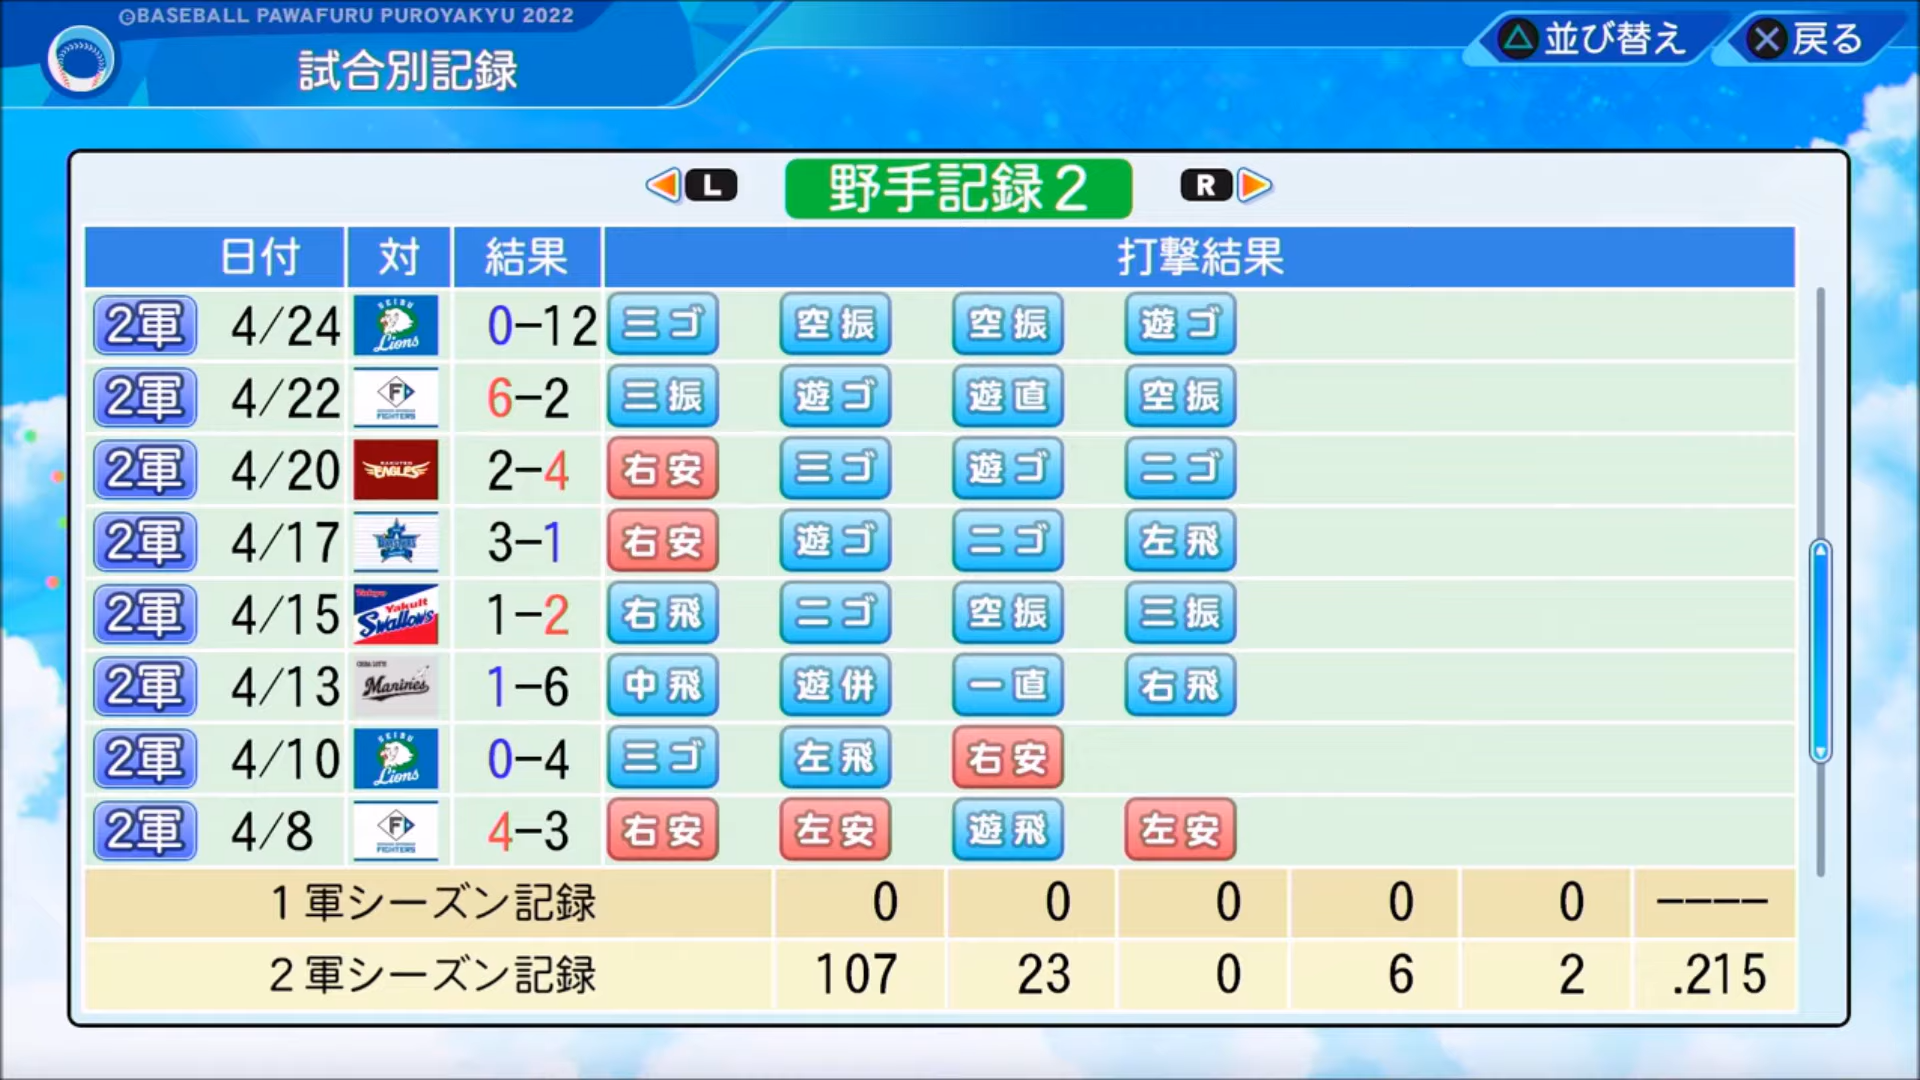 ©BASEBALL PAWAFURU PUROYAKYU 2022
試合別記録
△並び替え ×戻る
L 野手記録2 R
日付 対 結果 打撃結果
2軍 4/24 SEIBU Lions 0-12 三ゴ 空振 空振 遊ゴ
2軍 4/22 F FIGHTERS 6-2 三振 遊ゴ 遊直 空振
2軍 4/20 RAKUTEN EAGLES 2-4 右安 三ゴ 遊ゴ 二ゴ
2軍 4/17 3-1 右安 遊ゴ 二ゴ 左飛
2軍 4/15 Tokyo Yakult Swallows 1-2 右飛 二ゴ 空振 三振
2軍 4/13 Marines 1-6 中飛 遊併 一直 右飛
2軍 4/10 SEIBU Lions 0-4 三ゴ 左飛 右安
2軍 4/8 F FIGHTERS 4-3 右安 左安 遊飛 左安
1軍シーズン記録 0 0 0 0 0 ----
2軍シーズン記録 107 23 0 6 2 .215